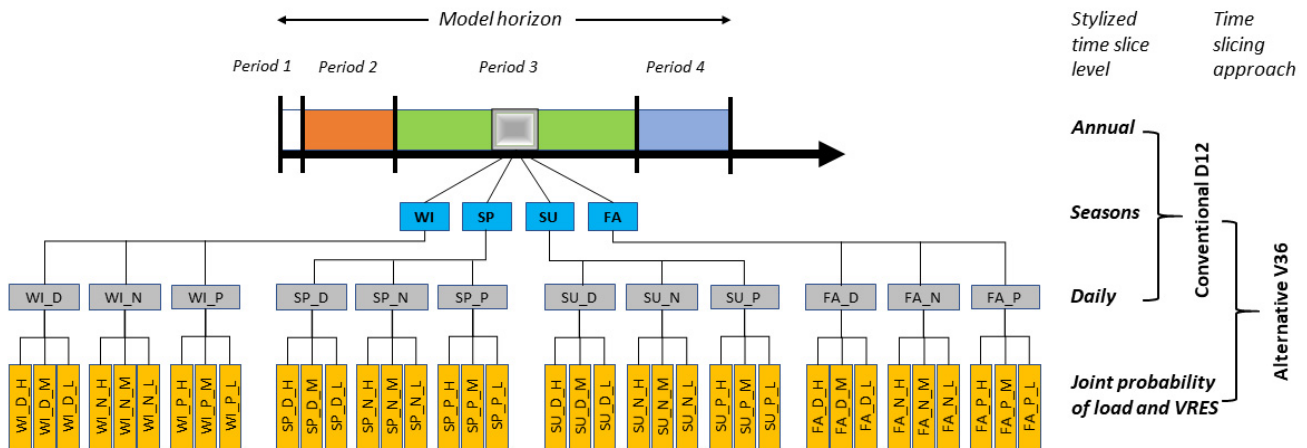 Model horizon
Stylized
time slice
level
Time
slicing
approach
Period 1
Period 2
Period 3
Period 4
Annual
WI
SP
SU
FA
Seasons
Conventional D12
WI_D
WI_N
WI_P
SP_D
SP_N
SP_P
SU_D
SU_N
SU_P
FA_D
FA_N
FA_P
Daily
Alternative V36
WI_D_H
WI_D_M
WI_D_L
WI_N_H
WI_N_M
WI_N_L
WI_P_H
WI_P_M
WI_P_L
SP_D_H
SP_D_M
SP_D_L
SP_N_H
SP_N_M
SP_N_L
SP_P_H
SP_P_M
SP_P_L
SU_D_H
SU_D_M
SU_D_L
SU_N_H
SU_N_M
SU_N_L
SU_P_H
SU_P_M
SU_P_L
FA_D_H
FA_D_M
FA_D_L
FA_N_H
FA_N_M
FA_N_L
FA_P_H
FA_P_M
FA_P_L
Joint probability
of load and VRES